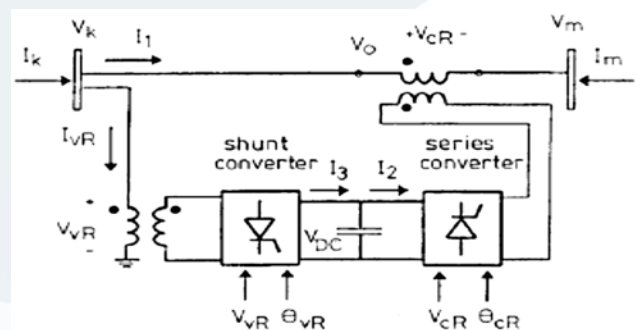 Vk
I1
Vo
+VcR-
Vm
Ik
Im
IvR
shunt
converter
series
converter
I3
I2
+
VvR
-
VDC
VvR
θvR
VcR
θcR